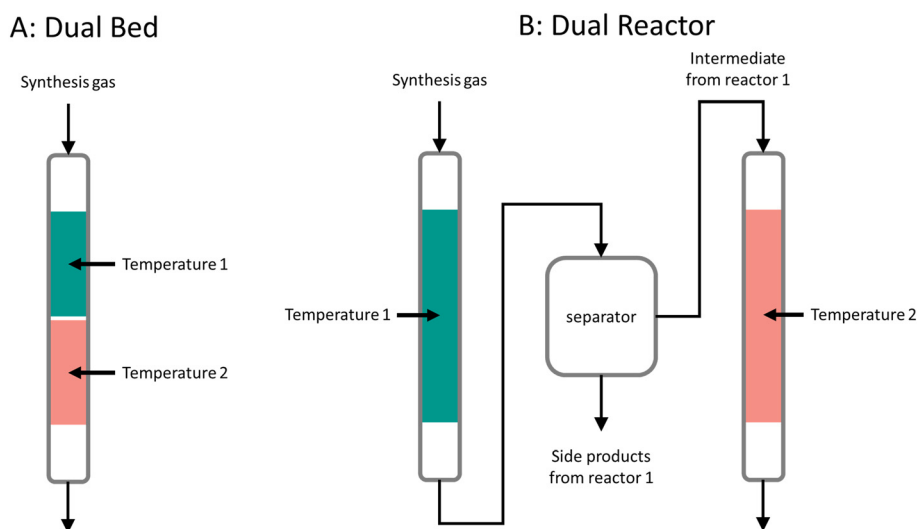 A: Dual Bed
Synthesis gas
Temperature 1
Temperature 2
B: Dual Reactor
Synthesis gas
Intermediate
from reactor 1
Temperature 1
separator
Temperature 2
Side products
from reactor 1